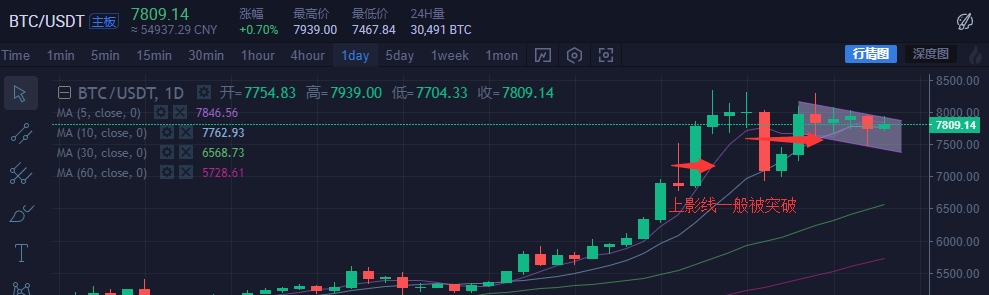 BTC/USDT 主板 7809.14 涨幅 最高价 最低价 24H量
≈ 54937.29 CNY +0.70% 7939.00 7467.84 30,491 BTC
Time 1min 5min 15min 30min 1hour 4hour 1day 5day 1week 1mon 行情图 深度图
BTC/USDT, 1D 开=7754.83 高=7939.00 低=7704.33 收=7809.14
MA (5, close, 0) 7846.56
MA (10, close, 0) 7762.93
MA (30, close, 0) 6568.73
MA (60, close, 0) 5728.61
8500.00
8000.00
7809.14
7500.00
7000.00
上影线一般被突破
6500.00
6000.00
5500.00
T